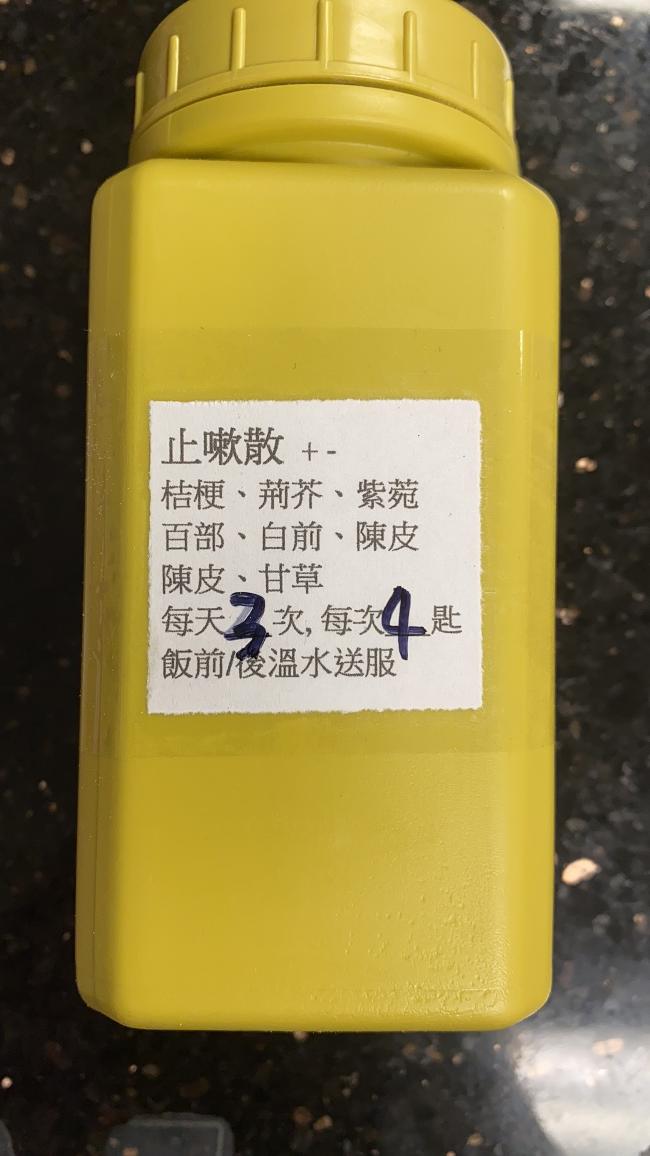 止嗽散 + -
桔梗、荊芥、紫菀
百部、白前、陳皮
陳皮、甘草
每天 3 次, 每次 4 匙
飯前/後溫水送服